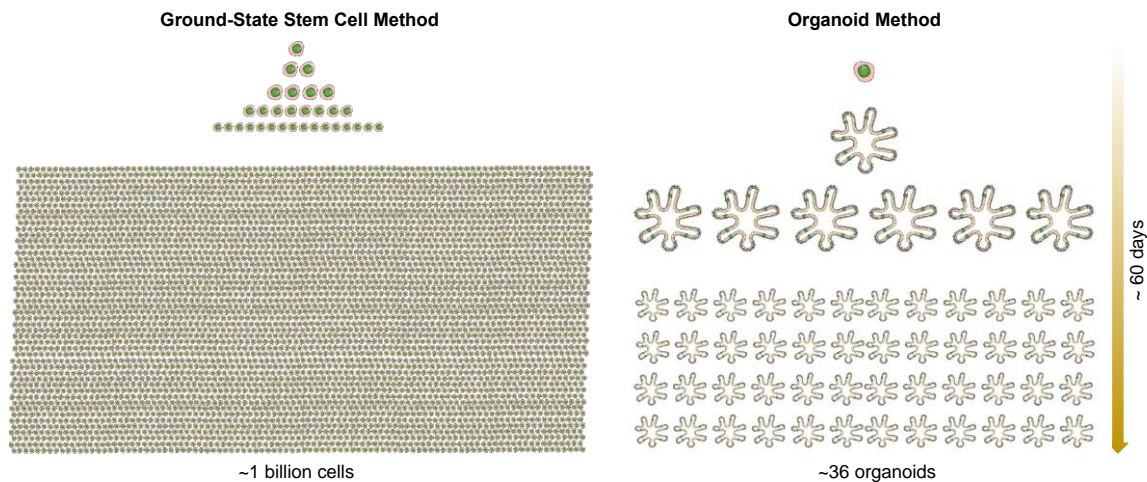 Ground-State Stem Cell Method
Organoid Method
~ 60 days
~1 billion cells
~36 organoids